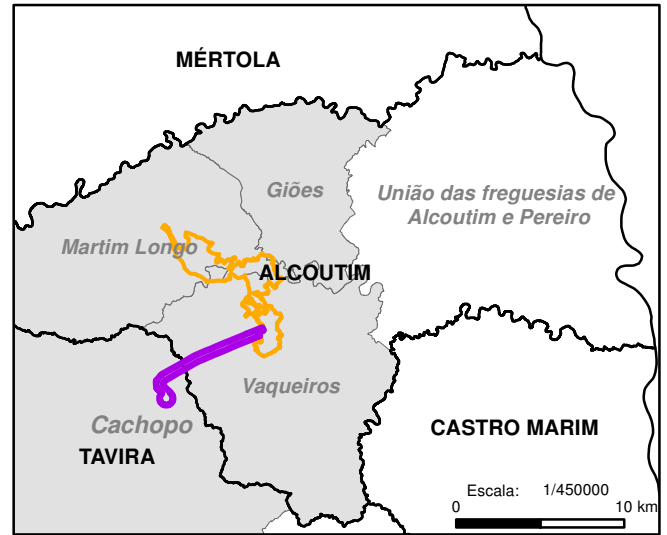 MÉRTOLA
Giões
União das freguesias de
Alcoutim e Pereiro
Martim Longo
ALCOUTIM
Vaqueiros
Cachopo
TAVIRA
CASTRO MARIM
Escala: 1/450000
0 10 km